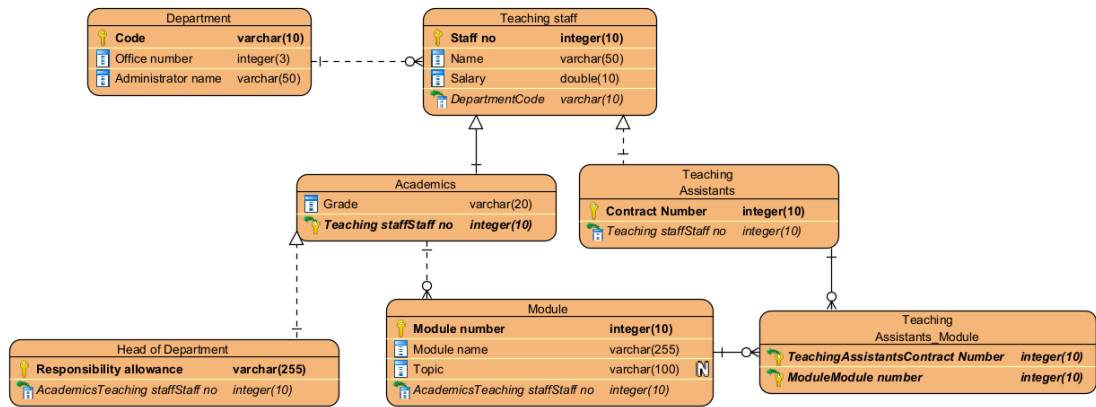 Department
Code varchar(10)
Office number integer(3)
Administrator name varchar(50)
Teaching staff
Staff no integer(10)
Name varchar(50)
Salary double(10)
DepartmentCode varchar(10)
Academics
Grade varchar(20)
Teaching staffStaff no integer(10)
Teaching
Assistants
Contract Number integer(10)
Teaching staffStaff no integer(10)
Head of Department
Responsibility allowance varchar(255)
AcademicsTeaching staffStaff no integer(10)
Module
Module number integer(10)
Module name varchar(255)
Topic varchar(100) N
AcademicsTeaching staffStaff no integer(10)
Teaching
Assistants_Module
TeachingAssistantsContract Number integer(10)
ModuleModule number integer(10)